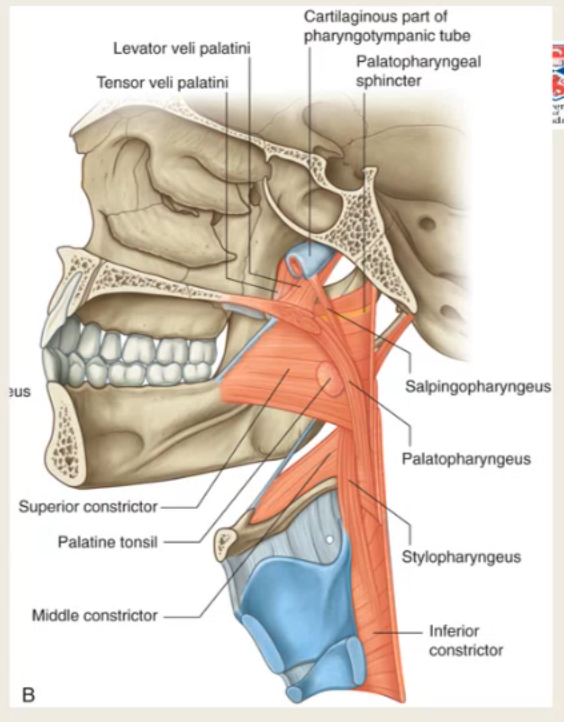 Cartilaginous part of
pharyngotympanic tube
Levator veli palatini
Palatopharyngeal
sphincter
Tensor veli palatini
Salpingopharyngeus
eus
Palatopharyngeus
Superior constrictor
Palatine tonsil
Stylopharyngeus
Middle constrictor
Inferior
constrictor
B